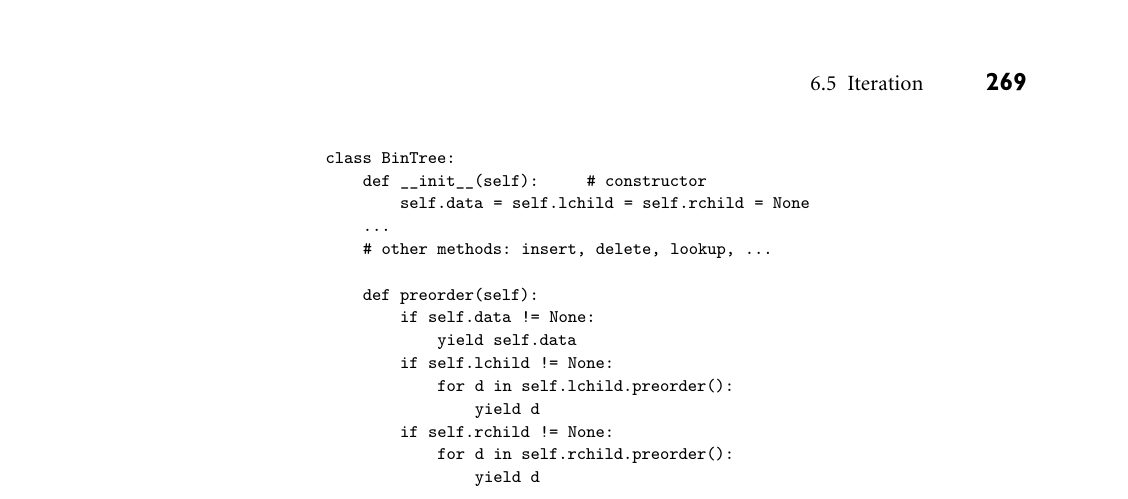 6.5 Iteration 269
class BinTree:
    def __init__(self):     # constructor
        self.data = self.lchild = self.rchild = None
    ...
    # other methods: insert, delete, lookup, ...
    def preorder(self):
        if self.data != None:
            yield self.data
        if self.lchild != None:
            for d in self.lchild.preorder():
                yield d
        if self.rchild != None:
            for d in self.rchild.preorder():
                yield d